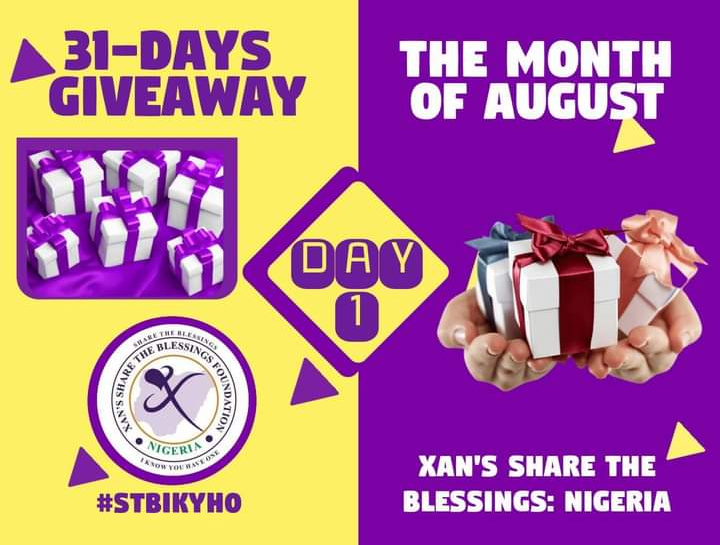 31-DAYS
GIVEAWAY
THE MONTH
OF AUGUST
DAY
1
SHARE THE BLESSINGS
XAN'S SHARE THE BLESSINGS FOUNDATION
NIGERIA
I KNOW YOU HAVE ONE
#STBIKYHO
XAN'S SHARE THE
BLESSINGS: NIGERIA